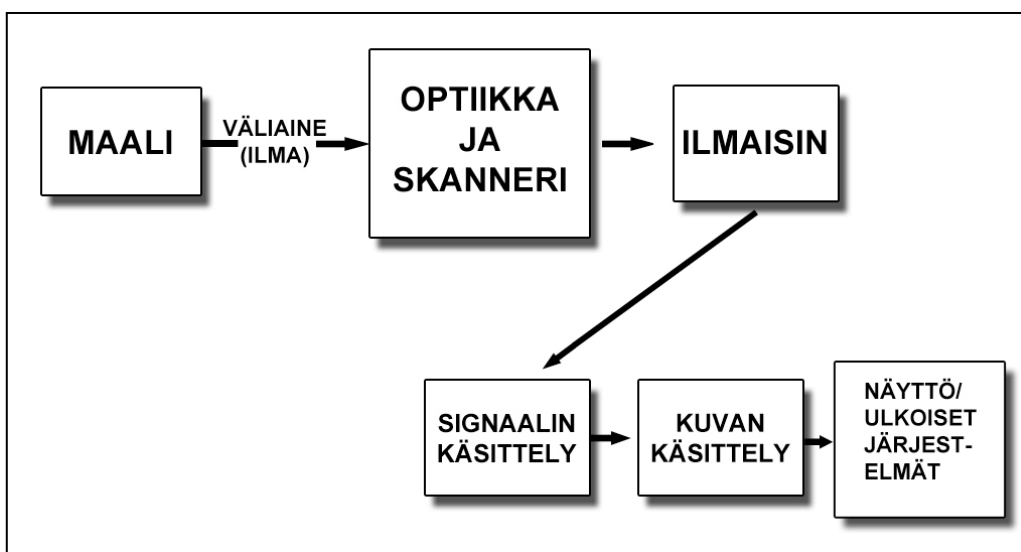 MAALI
VÄLIAINE
(ILMA)
OPTIIKKA
JA
SKANNERI
ILMAISIN
SIGNAALIN
KÄSITTELY
KUVAN
KÄSITTELY
NÄYTTÖ/
ULKOISET
JÄRJEST-
ELMÄT